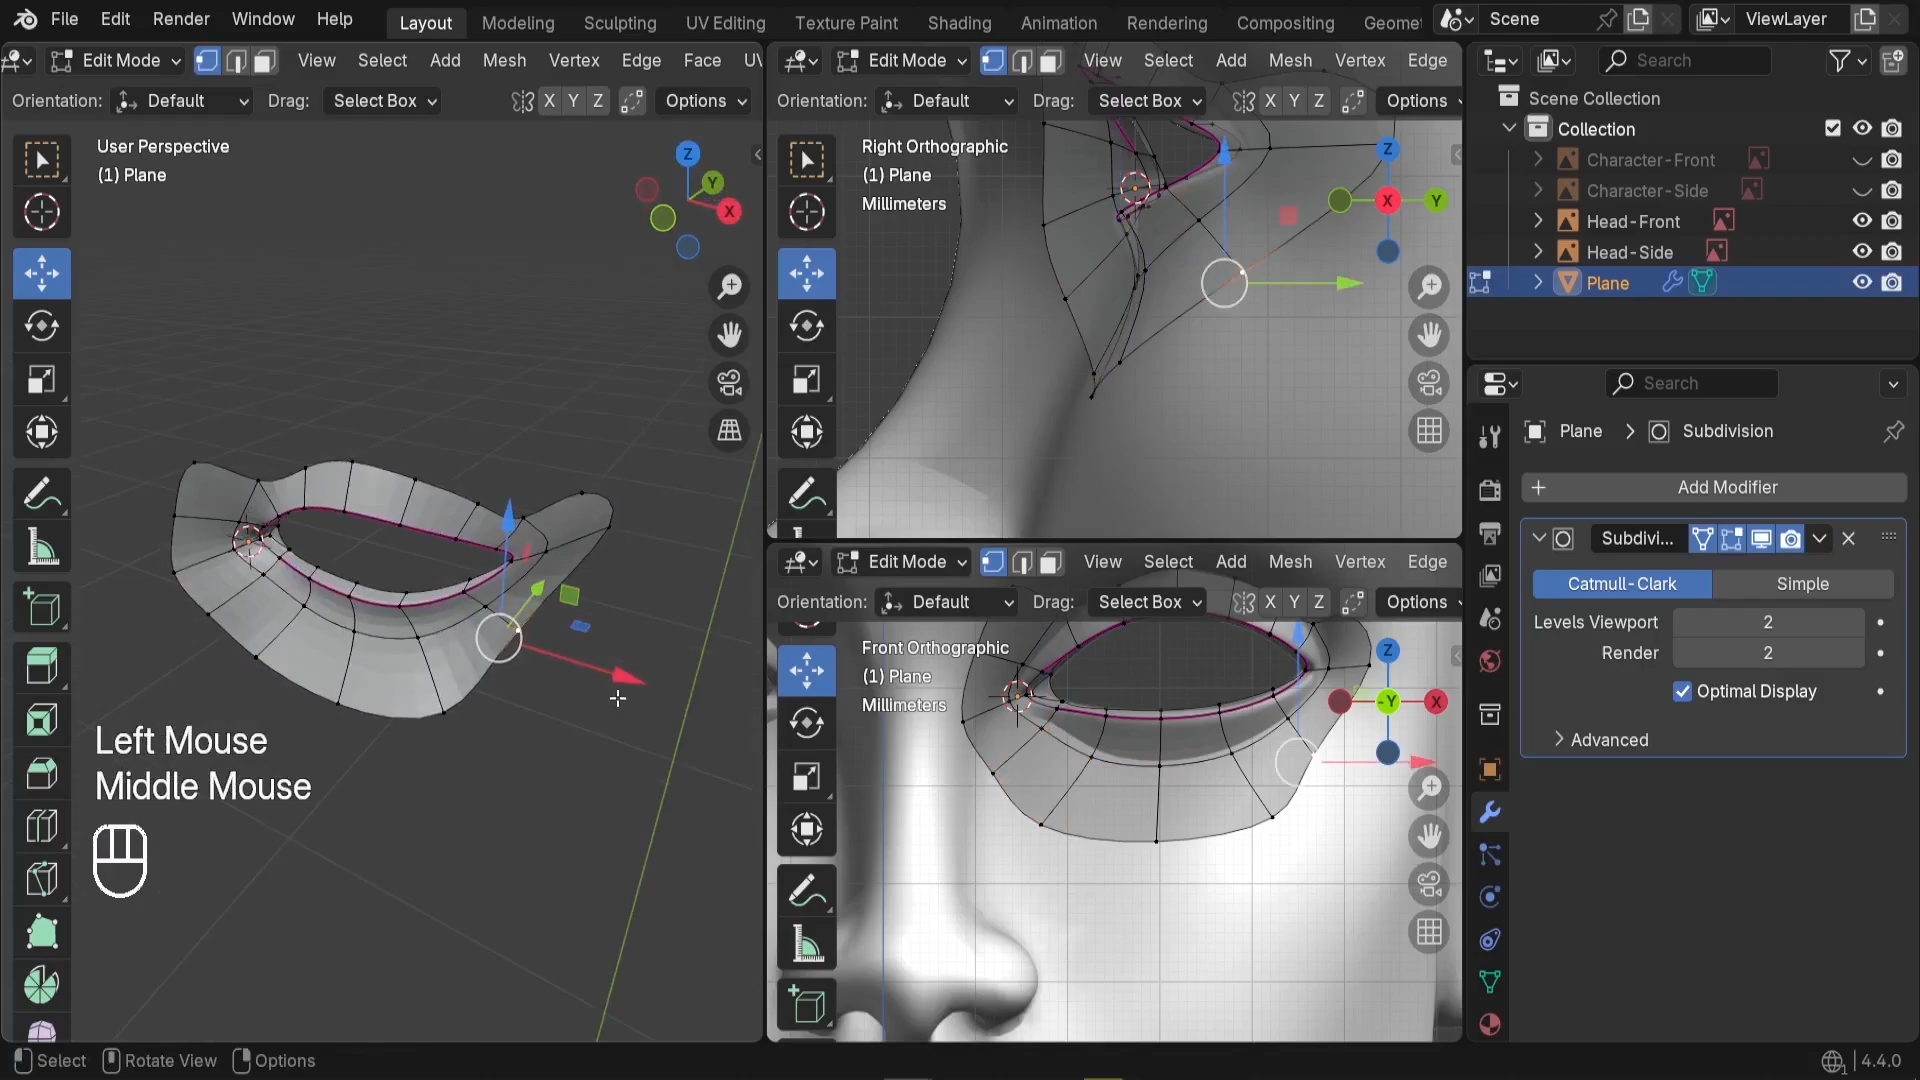 File Edit Render Window Help Layout Modeling Sculpting UV Editing Texture Paint Shading Animation Rendering Compositing Geomet Scene ViewLayer
Edit Mode View Select Add Mesh Vertex Edge Face UV
Orientation: Default Drag: Select Box X Y Z Options
User Perspective
(1) Plane
Z
Y
X
Left Mouse
Middle Mouse
Edit Mode View Select Add Mesh Vertex Edge
Orientation: Default Drag: Select Box X Y Z Options
Right Orthographic
(1) Plane
Millimeters
Z
X
Y
Edit Mode View Select Add Mesh Vertex Edge
Orientation: Default Drag: Select Box X Y Z Options
Front Orthographic
(1) Plane
Millimeters
Z
-Y
X
Search
Scene Collection
Collection
Character-Front
Character-Side
Head-Front
Head-Side
Plane
Search
Plane Subdivision
Add Modifier
Subdivi...
Catmull-Clark Simple
Levels Viewport 2
Render 2
Optimal Display
Advanced
Select Rotate View Options 4.4.0